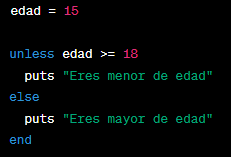 edad = 15

unless edad >= 18
  puts "Eres menor de edad"
else
  puts "Eres mayor de edad"
end